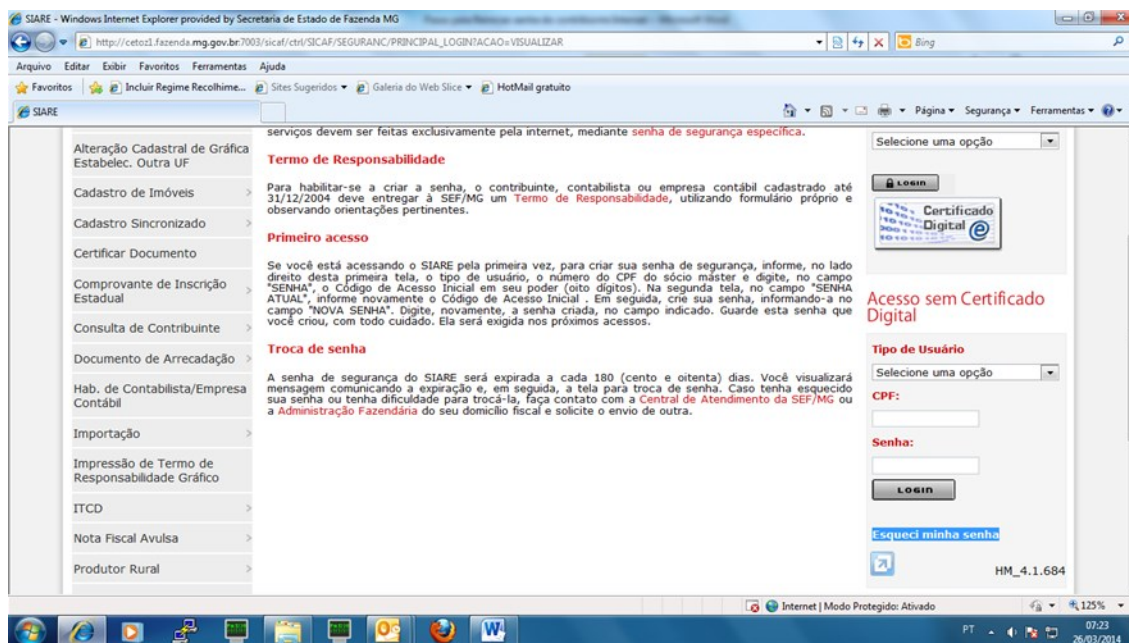 SIARE - Windows Internet Explorer provided by Secretaria de Estado de Fazenda MG
http://cetoz1.fazenda.mg.gov.br:7003/sicaf/ctrl/SICAF/SEGURANC/PRINCIPAL_LOGIN?ACAO=VISUALIZAR
Bing
Arquivo Editar Exibir Favoritos Ferramentas Ajuda
Favoritos Incluir Regime Recolhime... Sites Sugeridos Galeria do Web Slice HotMail gratuito
SIARE
Página Segurança Ferramentas
Alteração Cadastral de Gráfica
Estabelec. Outra UF
Cadastro de Imóveis
Cadastro Sincronizado
Certificar Documento
Comprovante de Inscrição
Estadual
Consulta de Contribuinte
Documento de Arrecadação
Hab. de Contabilista/Empresa
Contábil
Importação
Impressão de Termo de
Responsabilidade Gráfico
ITCD
Nota Fiscal Avulsa
Produtor Rural
serviços devem ser feitas exclusivamente pela internet, mediante senha de segurança específica.
Termo de Responsabilidade
Para habilitar-se a criar a senha, o contribuinte, contabilista ou empresa contábil cadastrado até
31/12/2004 deve entregar à SEF/MG um Termo de Responsabilidade, utilizando formulário próprio e
observando orientações pertinentes.
Primeiro acesso
Se você está acessando o SIARE pela primeira vez, para criar sua senha de segurança, informe, no lado
direito desta primeira tela, o tipo de usuário, o número do CPF do sócio máster e digite, no campo
"SENHA", o Código de Acesso Inicial em seu poder (oito dígitos). Na segunda tela, no campo "SENHA
ATUAL", informe novamente o Código de Acesso Inicial . Em seguida, crie sua senha, informando-a no
campo "NOVA SENHA". Digite, novamente, a senha criada, no campo indicado. Guarde esta senha que
você criou, com todo cuidado. Ela será exigida nos próximos acessos.
Troca de senha
A senha de segurança do SIARE será expirada a cada 180 (cento e oitenta) dias. Você visualizará
mensagem comunicando a expiração e, em seguida, a tela para troca de senha. Caso tenha esquecido
sua senha ou tenha dificuldade para trocá-la, faça contato com a Central de Atendimento da SEF/MG ou
a Administração Fazendária do seu domicílio fiscal e solicite o envio de outra.
Selecione uma opção
LOGIN
Certificado
Digital
Acesso sem Certificado
Digital
Tipo de Usuário
Selecione uma opção
CPF:
Senha:
LOGIN
Esqueci minha senha
HM_4.1.684
Internet | Modo Protegido: Ativado
125%
PT
07:23
26/03/2014